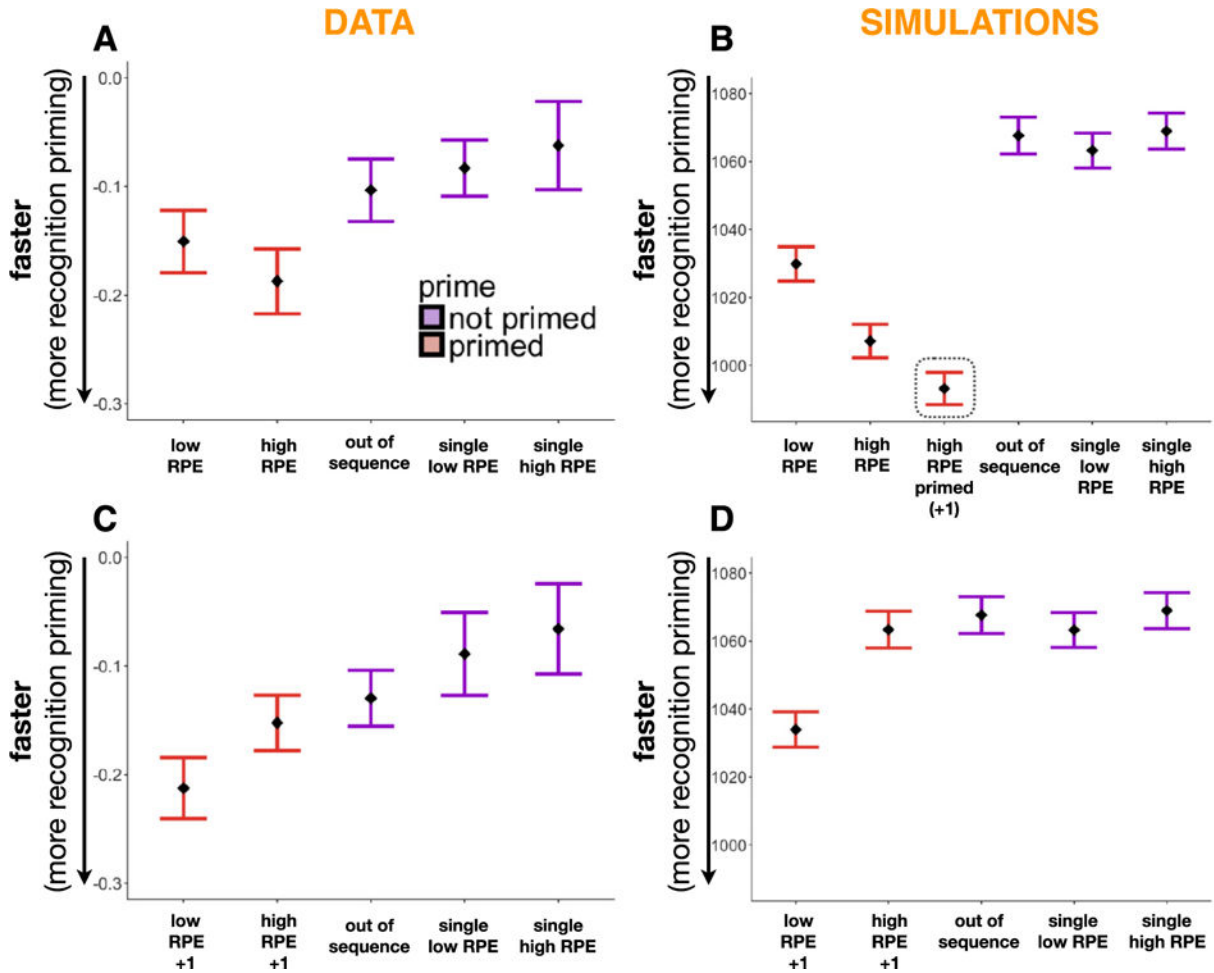 DATA
SIMULATIONS
A
faster
(more recognition priming)
0.0
-0.1
-0.2
-0.3
prime
not primed
primed
low
RPE
high
RPE
out of
sequence
single
low RPE
single
high RPE
B
faster
(more recognition priming)
1080
1060
1040
1020
1000
low
RPE
high
RPE
high
RPE
primed
(+1)
out of
sequence
single
low
RPE
single
high
RPE
C
faster
(more recognition priming)
0.0
-0.1
-0.2
-0.3
low
RPE
+1
high
RPE
+1
out of
sequence
single
low RPE
single
high RPE
D
faster
(more recognition priming)
1080
1060
1040
1020
1000
low
RPE
+1
high
RPE
+1
out of
sequence
single
low RPE
single
high RPE